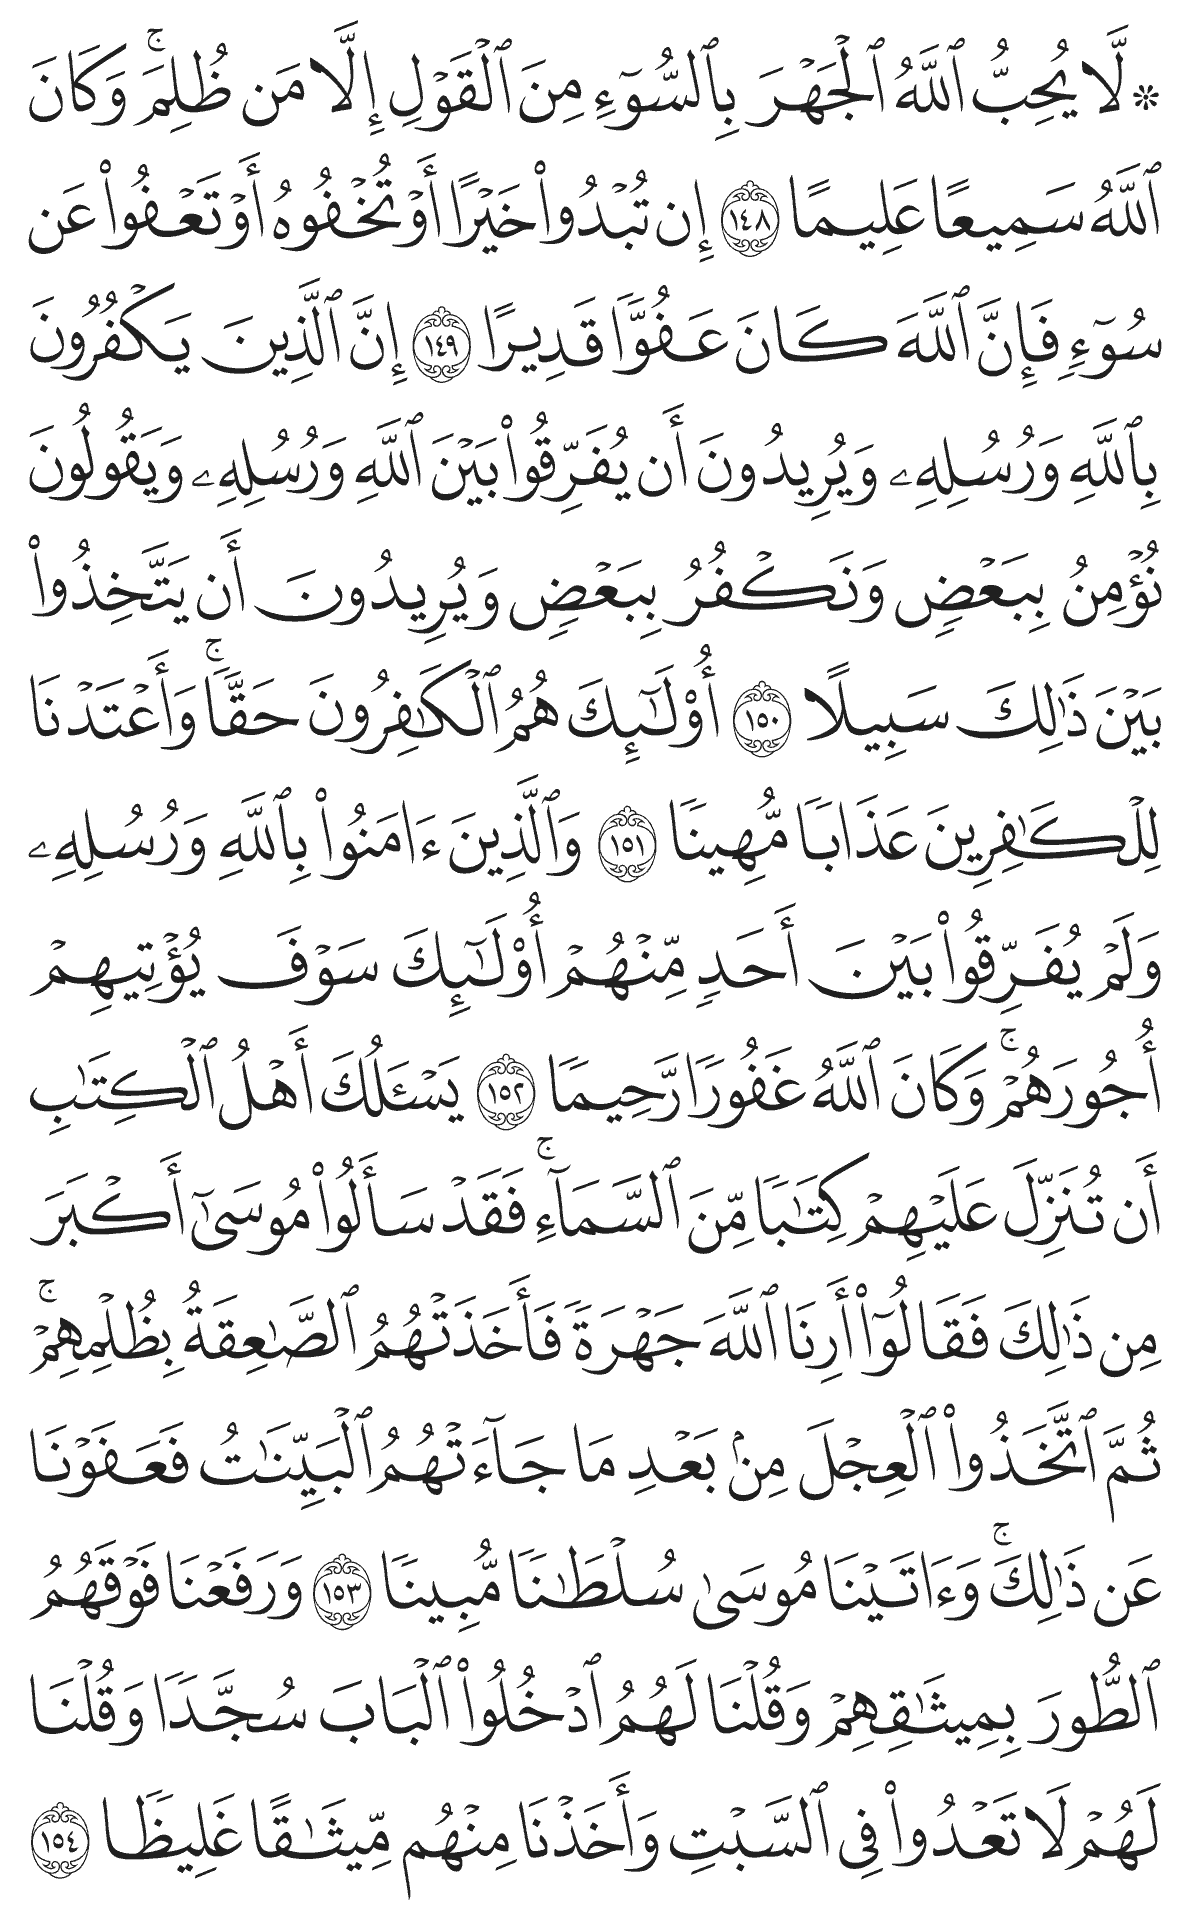 ۞ لَّا يُحِبُّ ٱللَّهُ ٱلۡجَهۡرَ بِٱلسُّوٓءِ مِنَ ٱلۡقَوۡلِ إِلَّا مَن ظُلِمَۚ وَكَانَ
ٱللَّهُ سَمِيعًا عَلِيمًا ١٤٨ إِن تُبۡدُواْ خَيۡرًا أَوۡ تُخۡفُوهُ أَوۡ تَعۡفُواْ عَن
سُوٓءٖ فَإِنَّ ٱللَّهَ كَانَ عَفُوّٗا قَدِيرًا ١٤٩ إِنَّ ٱلَّذِينَ يَكۡفُرُونَ
بِٱللَّهِ وَرُسُلِهِۦ وَيُرِيدُونَ أَن يُفَرِّقُواْ بَيۡنَ ٱللَّهِ وَرُسُلِهِۦ وَيَقُولُونَ
نُؤۡمِنُ بِبَعۡضٖ وَنَكۡفُرُ بِبَعۡضٖ وَيُرِيدُونَ أَن يَتَّخِذُواْ
بَيۡنَ ذَٰلِكَ سَبِيلًا ١٥٠ أُوْلَٰٓئِكَ هُمُ ٱلۡكَٰفِرُونَ حَقّٗاۚ وَأَعۡتَدۡنَا
لِلۡكَٰفِرِينَ عَذَابٗا مُّهِينٗا ١٥١ وَٱلَّذِينَ ءَامَنُواْ بِٱللَّهِ وَرُسُلِهِۦ
وَلَمۡ يُفَرِّقُواْ بَيۡنَ أَحَدٖ مِّنۡهُمۡ أُوْلَٰٓئِكَ سَوۡفَ يُؤۡتِيهِمۡ
أُجُورَهُمۡۚ وَكَانَ ٱللَّهُ غَفُورٗا رَّحِيمٗا ١٥٢ يَسۡـَٔلُكَ أَهۡلُ ٱلۡكِتَٰبِ
أَن تُنَزِّلَ عَلَيۡهِمۡ كِتَٰبٗا مِّنَ ٱلسَّمَآءِۚ فَقَدۡ سَأَلُواْ مُوسَىٰٓ أَكۡبَرَ
مِن ذَٰلِكَ فَقَالُوٓاْ أَرِنَا ٱللَّهَ جَهۡرَةٗ فَأَخَذَتۡهُمُ ٱلصَّٰعِقَةُ بِظُلۡمِهِمۡۚ
ثُمَّ ٱتَّخَذُواْ ٱلۡعِجۡلَ مِنۢ بَعۡدِ مَا جَآءَتۡهُمُ ٱلۡبَيِّنَٰتُ فَعَفَوۡنَا
عَن ذَٰلِكَۚ وَءَاتَيۡنَا مُوسَىٰ سُلۡطَٰنٗا مُّبِينٗا ١٥٣ وَرَفَعۡنَا فَوۡقَهُمُ
ٱلطُّورَ بِمِيثَٰقِهِمۡ وَقُلۡنَا لَهُمُ ٱدۡخُلُواْ ٱلۡبَابَ سُجَّدٗا وَقُلۡنَا
لَهُمۡ لَا تَعۡدُواْ فِي ٱلسَّبۡتِ وَأَخَذۡنَا مِنۡهُم مِّيثَٰقًا غَلِيظٗا ١٥٤